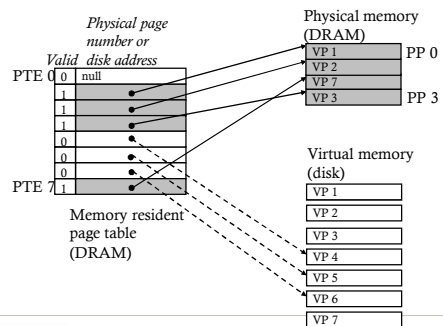 Physical page
number or
Valid disk address
PTE 0 0 null
1
1
1
0
0
0
PTE 7 1
Memory resident
page table
(DRAM)
Physical memory
(DRAM)
VP 1 PP 0
VP 2
VP 7
VP 3 PP 3
Virtual memory
(disk)
VP 1
VP 2
VP 3
VP 4
VP 5
VP 6
VP 7